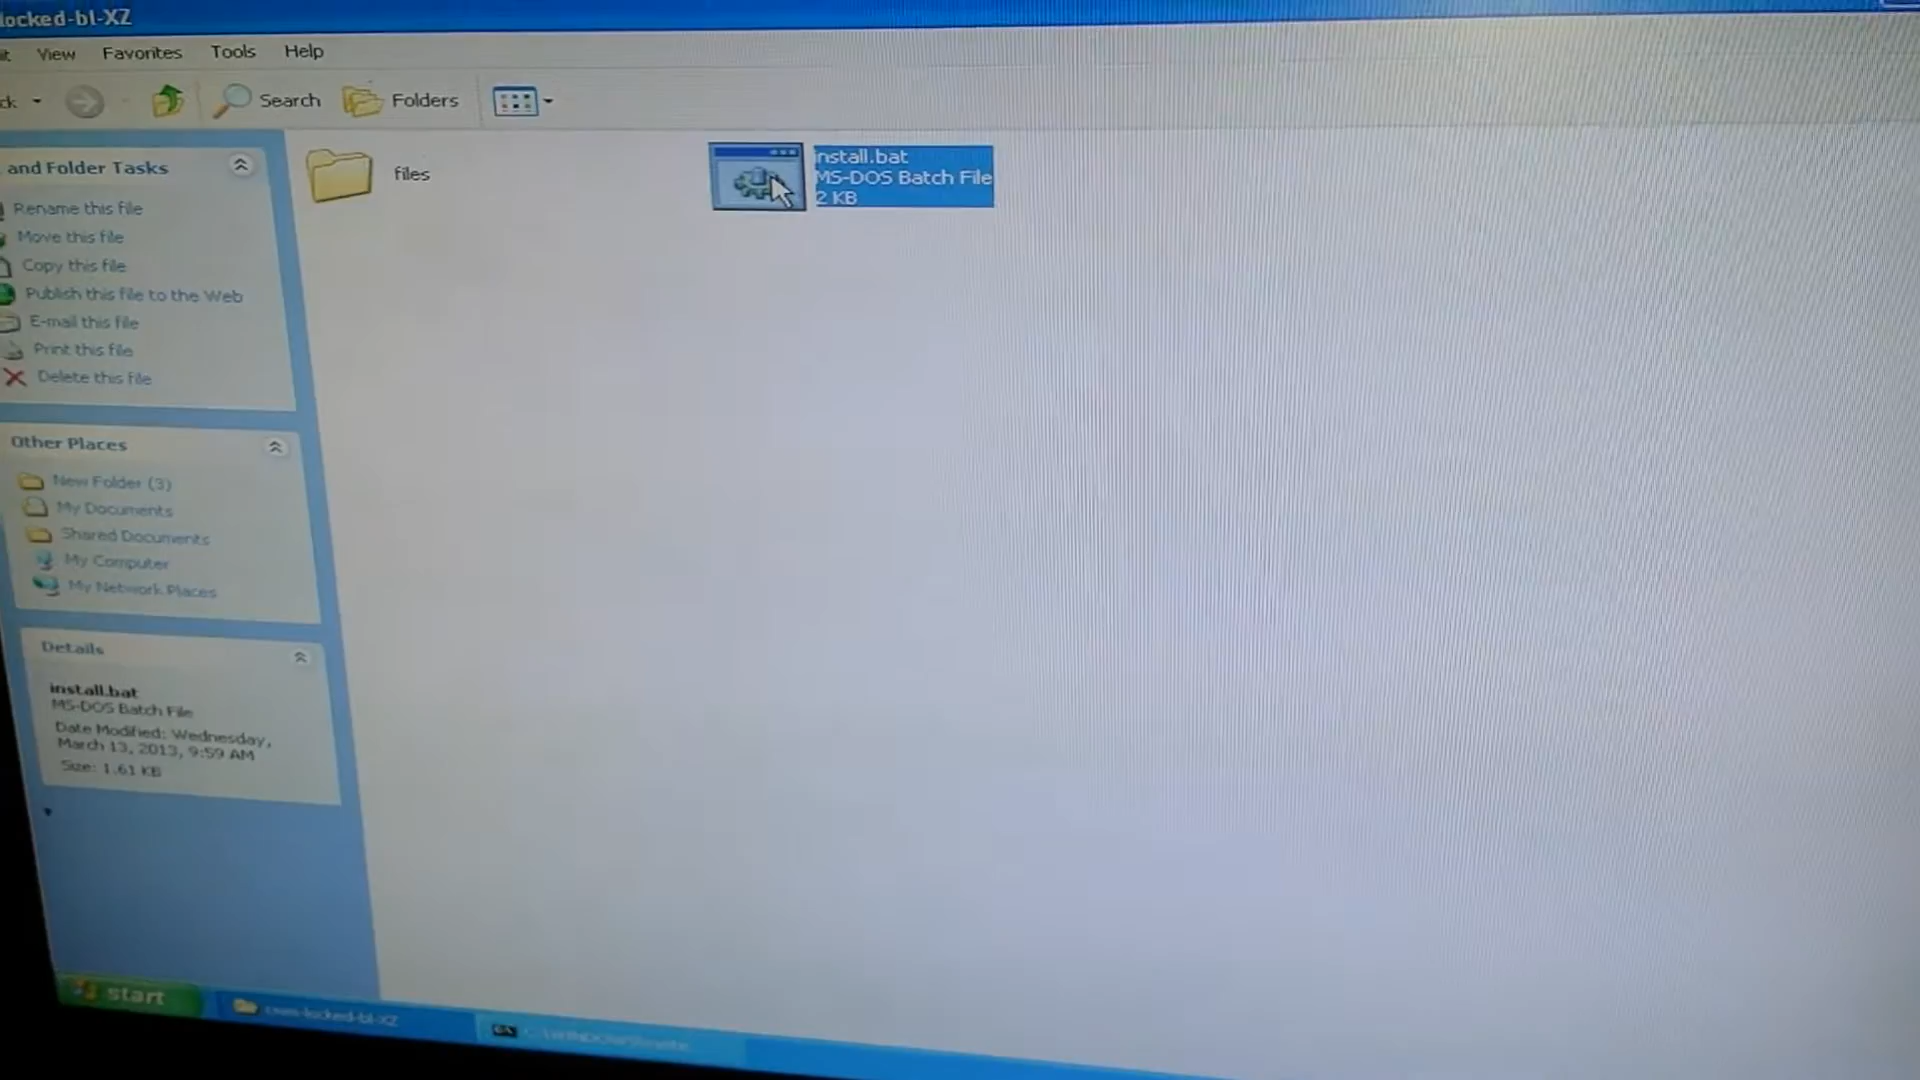 locked-bl-XZ
View Favorites Tools Help
Search Folders
and Folder Tasks
Rename this file
Move this file
Copy this file
Publish this file to the Web
E-mail this file
Print this file
Delete this file
Other Places
New Folder (3)
My Documents
Shared Documents
My Computer
My Network Places
Details
install.bat
MS-DOS Batch File
Date Modified: Wednesday,
March 13, 2013, 9:59 AM
Size: 1.61 KB
files
install.bat
MS-DOS Batch File
2 KB
start